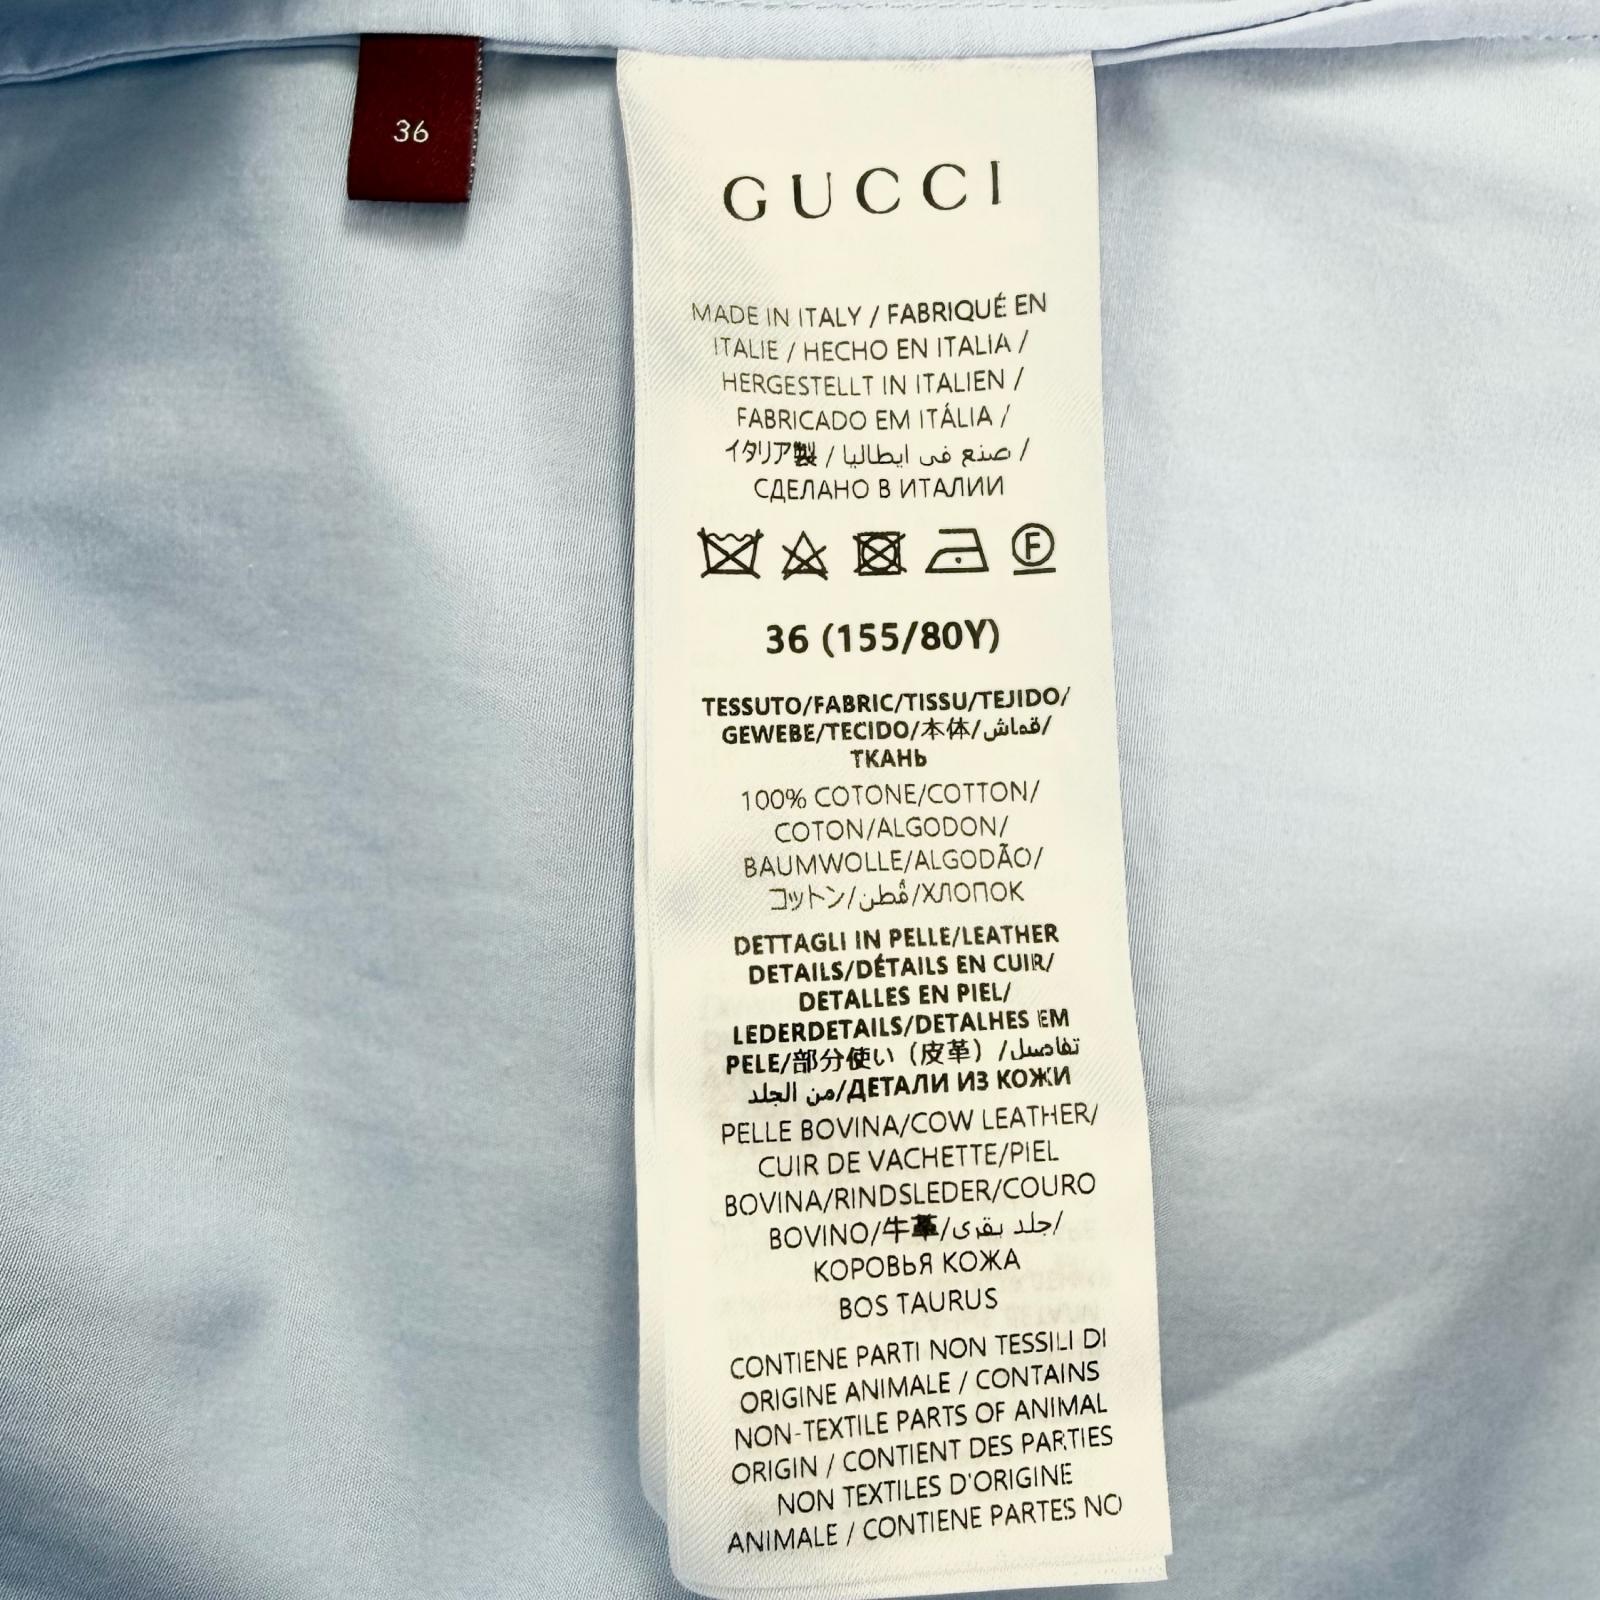 36
GUCCI
MADE IN ITALY / FABRIQUÉ EN
ITALIE / HECHO EN ITALIA /
HERGESTELLT IN ITALIEN /
FABRICADO EM ITÁLIA /
イタリア製 / صنع في ايطاليا /
СДЕЛАНО В ИТАЛИИ
F
36 (155/80Y)
TESSUTO/FABRIC/TISSU/TEJIDO/
GEWEBE/TECIDO/本体/قماش/
ТКАНЬ
100% COTONE/COTTON/
COTON/ALGODON/
BAUMWOLLE/ALGODÃO/
コットン/قُطن/ХЛОПОК
DETTAGLI IN PELLE/LEATHER
DETAILS/DÉTAILS EN CUIR/
DETALLES EN PIEL/
LEDERDETAILS/DETALHES EM
PELE/部分使い（皮革）/تفاصيل
من الجلد/ДЕТАЛИ ИЗ КОЖИ
PELLE BOVINA/COW LEATHER/
CUIR DE VACHETTE/PIEL
BOVINA/RINDSLEDER/COURO
BOVINO/牛革/جلد بقري/
КОРОВЬЯ КОЖА
BOS TAURUS
CONTIENE PARTI NON TESSILI DI
ORIGINE ANIMALE / CONTAINS
NON-TEXTILE PARTS OF ANIMAL
ORIGIN / CONTIENT DES PARTIES
NON TEXTILES D'ORIGINE
ANIMALE / CONTIENE PARTES NO